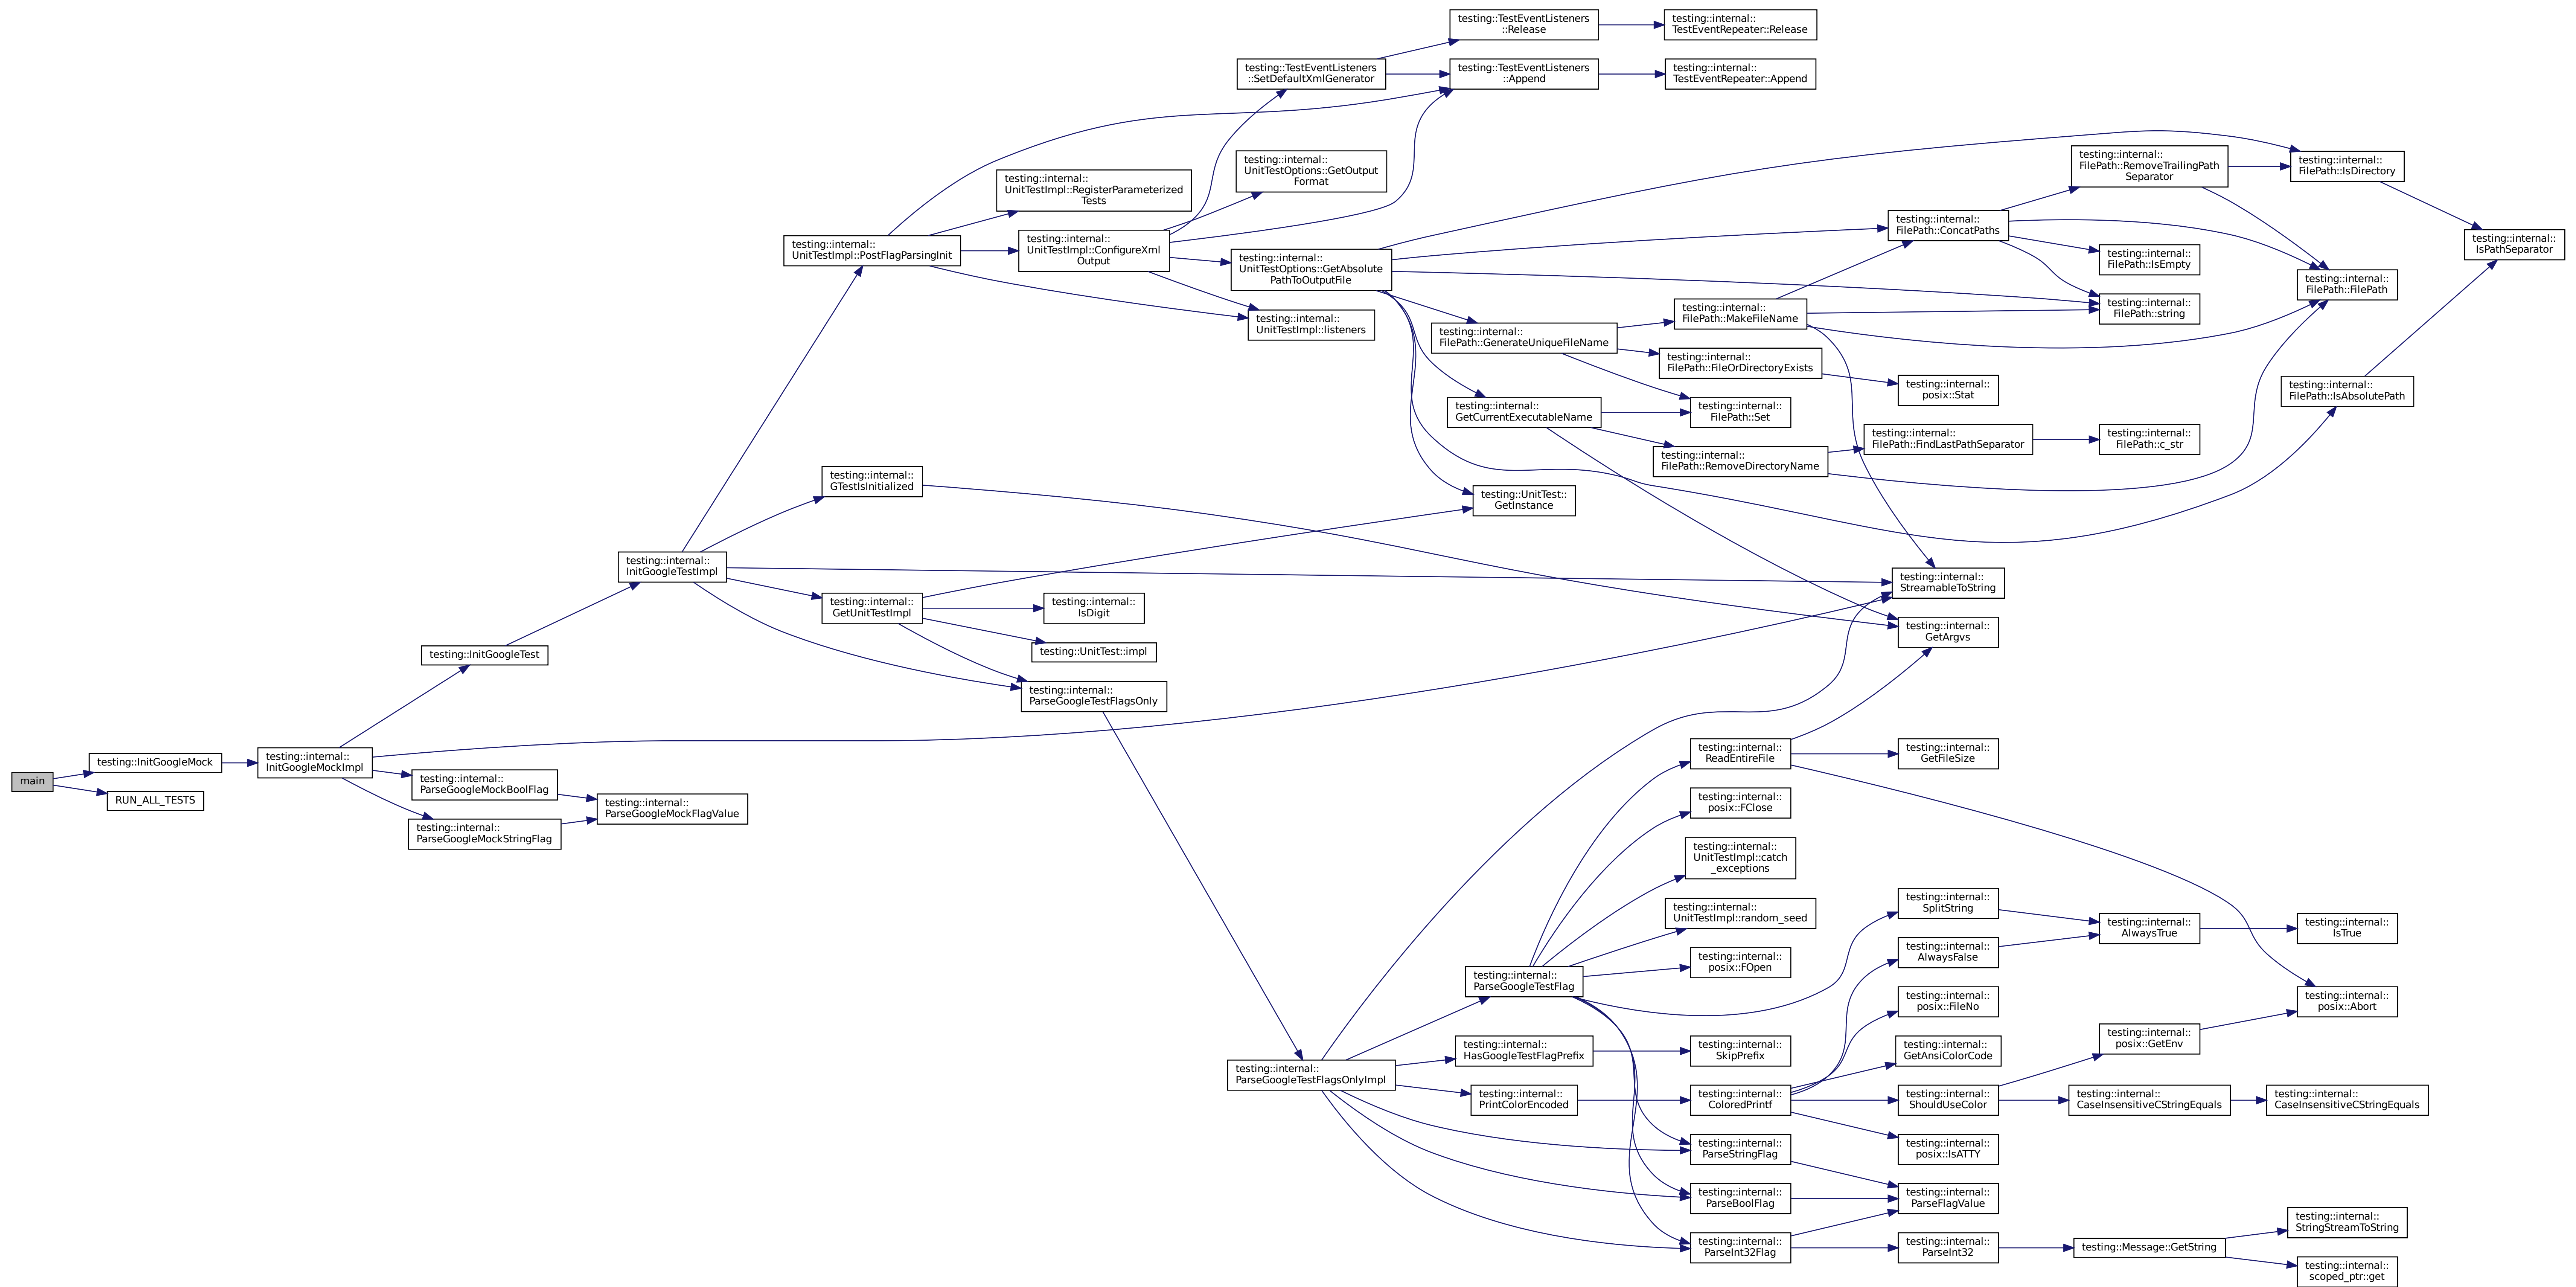 main
testing::InitGoogleMock
RUN_ALL_TESTS
testing::internal::
InitGoogleMockImpl
testing::InitGoogleTest
testing::internal::
ParseGoogleMockBoolFlag
testing::internal::
ParseGoogleMockStringFlag
testing::internal::
ParseGoogleMockFlagValue
testing::internal::
InitGoogleTestImpl
testing::internal::
UnitTestImpl::PostFlagParsingInit
testing::internal::
GTestIsInitialized
testing::internal::
GetUnitTestImpl
testing::internal::
UnitTestImpl::RegisterParameterized
Tests
testing::internal::
UnitTestImpl::ConfigureXml
Output
testing::internal::
IsDigit
testing::UnitTest::impl
testing::internal::
ParseGoogleTestFlagsOnly
testing::TestEventListeners
::SetDefaultXmlGenerator
testing::internal::
UnitTestOptions::GetOutput
Format
testing::internal::
UnitTestOptions::GetAbsolute
PathToOutputFile
testing::internal::
UnitTestImpl::listeners
testing::internal::
ParseGoogleTestFlagsOnlyImpl
testing::TestEventListeners
::Release
testing::TestEventListeners
::Append
testing::internal::
FilePath::GenerateUniqueFileName
testing::internal::
GetCurrentExecutableName
testing::UnitTest::
GetInstance
testing::internal::
ParseGoogleTestFlag
testing::internal::
HasGoogleTestFlagPrefix
testing::internal::
PrintColorEncoded
testing::internal::
TestEventRepeater::Release
testing::internal::
TestEventRepeater::Append
testing::internal::
FilePath::MakeFileName
testing::internal::
FilePath::FileOrDirectoryExists
testing::internal::
FilePath::Set
testing::internal::
FilePath::RemoveDirectoryName
testing::internal::
ReadEntireFile
testing::internal::
posix::FClose
testing::internal::
UnitTestImpl::catch
_exceptions
testing::internal::
UnitTestImpl::random_seed
testing::internal::
posix::FOpen
testing::internal::
SkipPrefix
testing::internal::
ColoredPrintf
testing::internal::
ParseStringFlag
testing::internal::
ParseBoolFlag
testing::internal::
ParseInt32Flag
testing::internal::
FilePath::ConcatPaths
testing::internal::
posix::Stat
testing::internal::
FilePath::FindLastPathSeparator
testing::internal::
StreamableToString
testing::internal::
GetArgvs
testing::internal::
GetFileSize
testing::internal::
SplitString
testing::internal::
AlwaysFalse
testing::internal::
posix::FileNo
testing::internal::
GetAnsiColorCode
testing::internal::
ShouldUseColor
testing::internal::
posix::IsATTY
testing::internal::
ParseFlagValue
testing::internal::
ParseInt32
testing::internal::
FilePath::RemoveTrailingPath
Separator
testing::internal::
FilePath::IsEmpty
testing::internal::
FilePath::string
testing::internal::
FilePath::c_str
testing::internal::
AlwaysTrue
testing::internal::
posix::GetEnv
testing::internal::
CaseInsensitiveCStringEquals
testing::Message::GetString
testing::internal::
FilePath::IsDirectory
testing::internal::
FilePath::FilePath
testing::internal::
FilePath::IsAbsolutePath
testing::internal::
IsTrue
testing::internal::
posix::Abort
testing::internal::
CaseInsensitiveCStringEquals
testing::internal::
StringStreamToString
testing::internal::
scoped_ptr::get
testing::internal::
IsPathSeparator